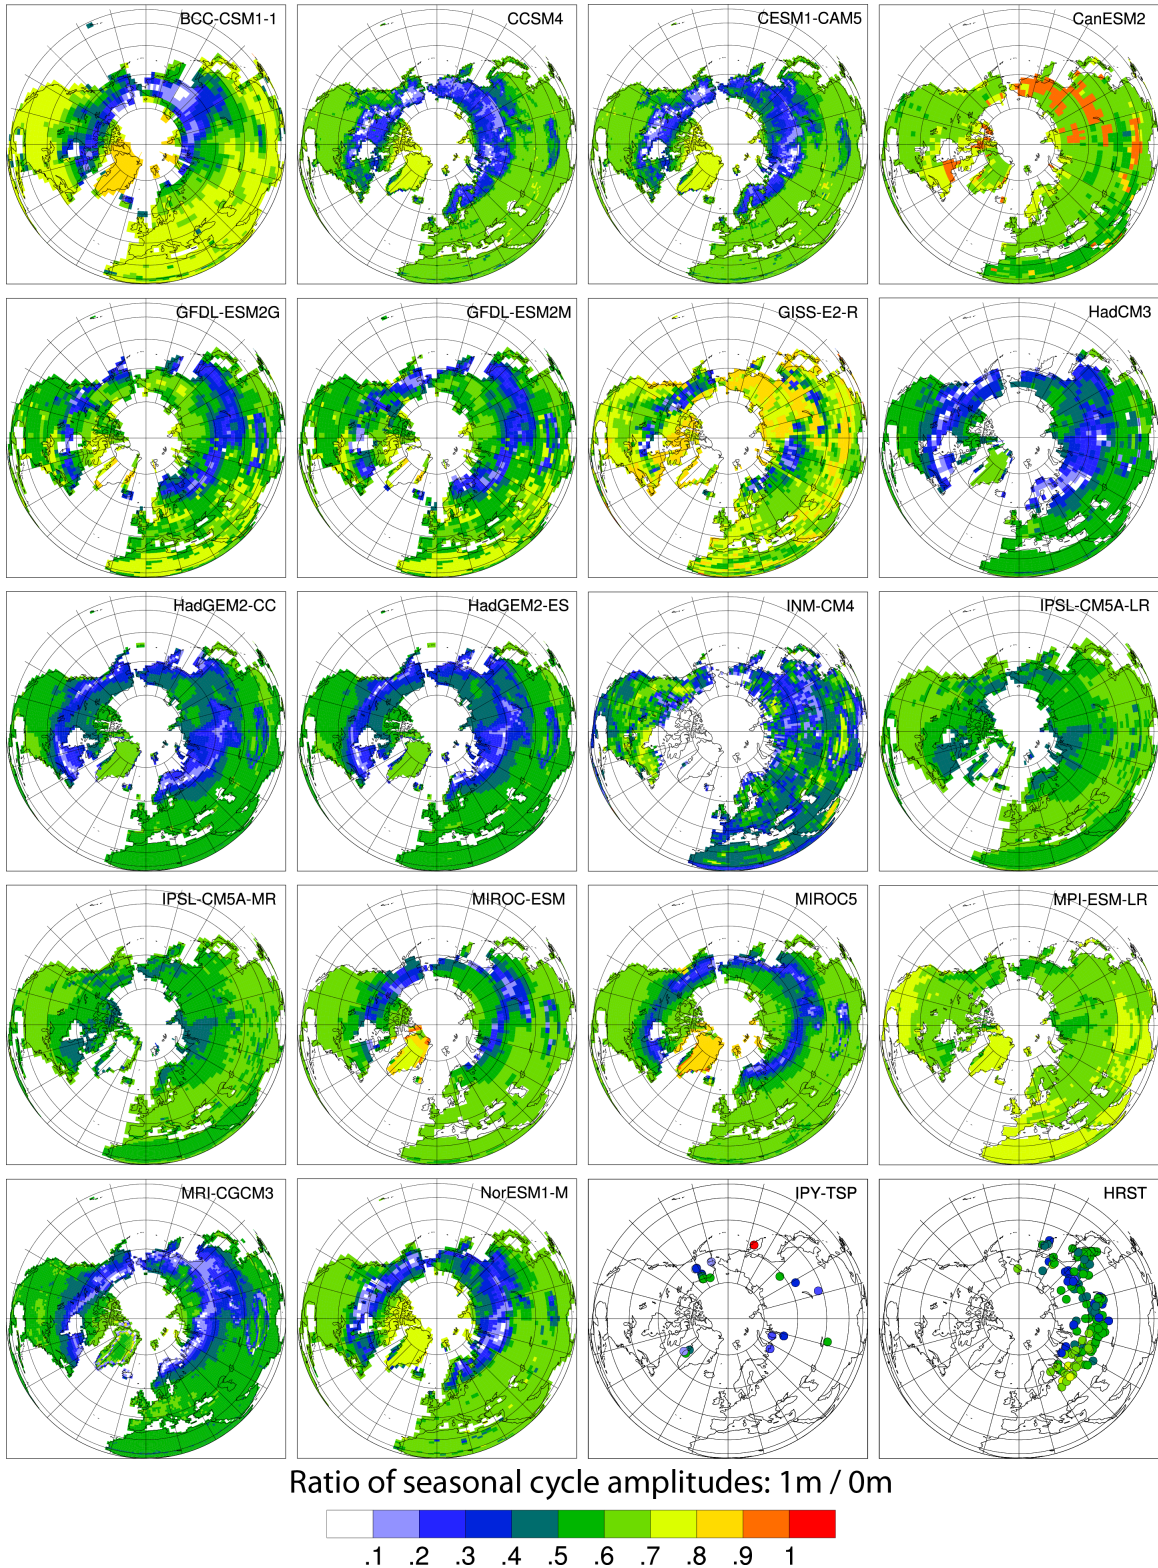 BCC-CSM1-1
CCSM4
CESM1-CAM5
CanESM2
GFDL-ESM2G
GFDL-ESM2M
GISS-E2-R
HadCM3
HadGEM2-CC
HadGEM2-ES
INM-CM4
IPSL-CM5A-LR
IPSL-CM5A-MR
MIROC-ESM
MIROC5
MPI-ESM-LR
MRI-CGCM3
NorESM1-M
IPY-TSP
HRST
Ratio of seasonal cycle amplitudes: 1m / 0m
.1 .2 .3 .4 .5 .6 .7 .8 .9 1